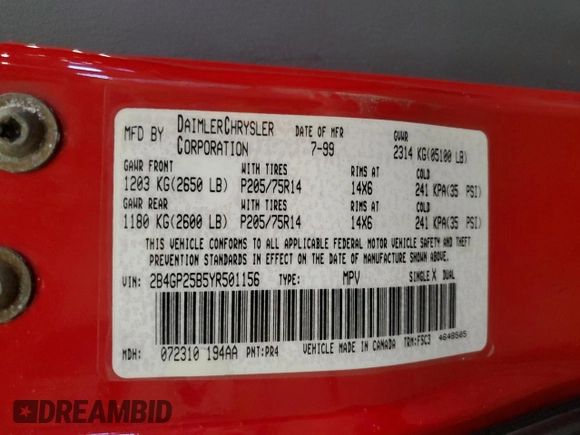 MFD BY DAIMLERCHRYSLER CORPORATION DATE OF MFR 7-99 GVWR 2314 KG(05100 LB)
GAWR FRONT WITH TIRES RIMS AT COLD
1203 KG(2650 LB) P205/75R14 14X6 241 KPA(35 PSI)
GAWR REAR WITH TIRES RIMS AT COLD
1180 KG(2600 LB) P205/75R14 14X6 241 KPA(35 PSI)
THIS VEHICLE CONFORMS TO ALL APPLICABLE FEDERAL MOTOR VEHICLE SAFETY AND THEFT
PREVENTION STANDARDS IN EFFECT ON THE DATE OF MANUFACTURE SHOWN ABOVE.
VIN: 2B4GP25B5YR501156 TYPE: MPV SINGLE X DUAL
MDH: 072310 194AA PNT:PR4 VEHICLE MADE IN CANADA TRM:FSC3 4648505
DREAMBID